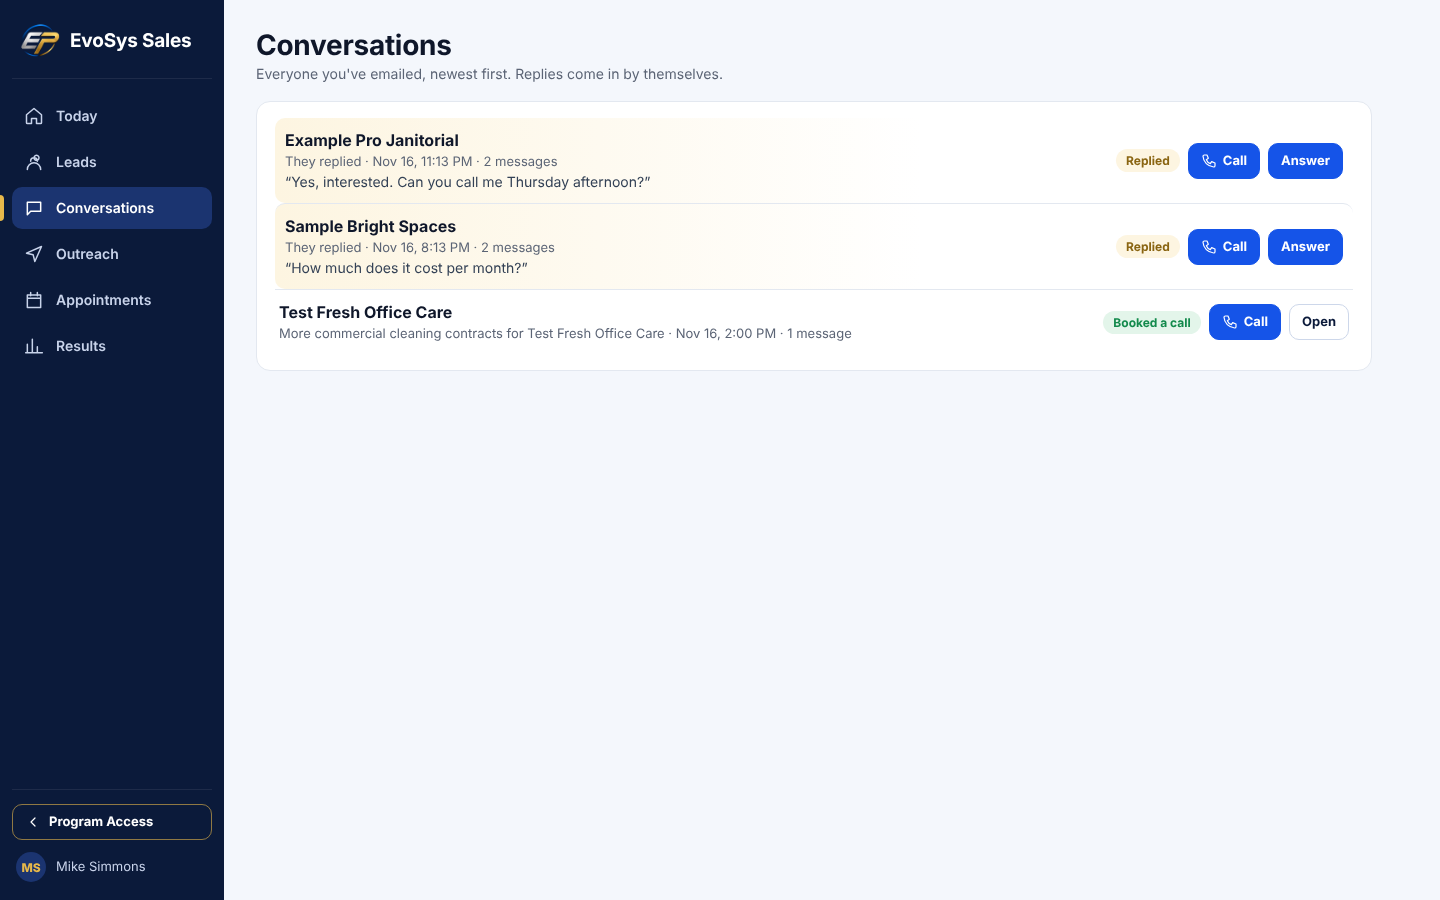 EP EvoSys Sales
Today
Leads
Conversations
Outreach
Appointments
Results
Program Access
MS Mike Simmons
Conversations
Everyone you've emailed, newest first. Replies come in by themselves.
Example Pro Janitorial
They replied · Nov 16, 11:13 PM · 2 messages
“Yes, interested. Can you call me Thursday afternoon?”
Replied Call Answer
Sample Bright Spaces
They replied · Nov 16, 8:13 PM · 2 messages
“How much does it cost per month?”
Replied Call Answer
Test Fresh Office Care
More commercial cleaning contracts for Test Fresh Office Care · Nov 16, 2:00 PM · 1 message
Booked a call Call Open